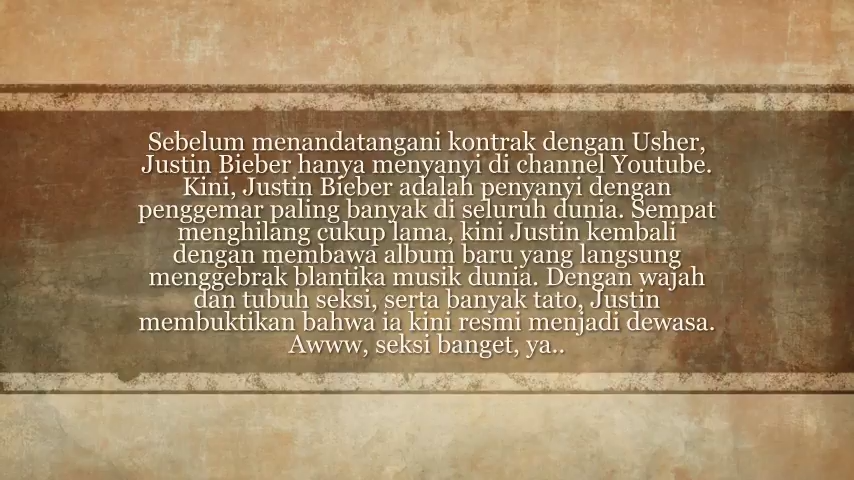 Sebelum menandatangani kontrak dengan Usher,
Justin Bieber hanya menyanyi di channel Youtube.
Kini, Justin Bieber adalah penyanyi dengan
penggemar paling banyak di seluruh dunia. Sempat
menghilang cukup lama, kini Justin kembali
dengan membawa album baru yang langsung
menggebrak blantika musik dunia. Dengan wajah
dan tubuh seksi, serta banyak tato, Justin
membuktikan bahwa ia kini resmi menjadi dewasa.
Awww, seksi banget, ya..